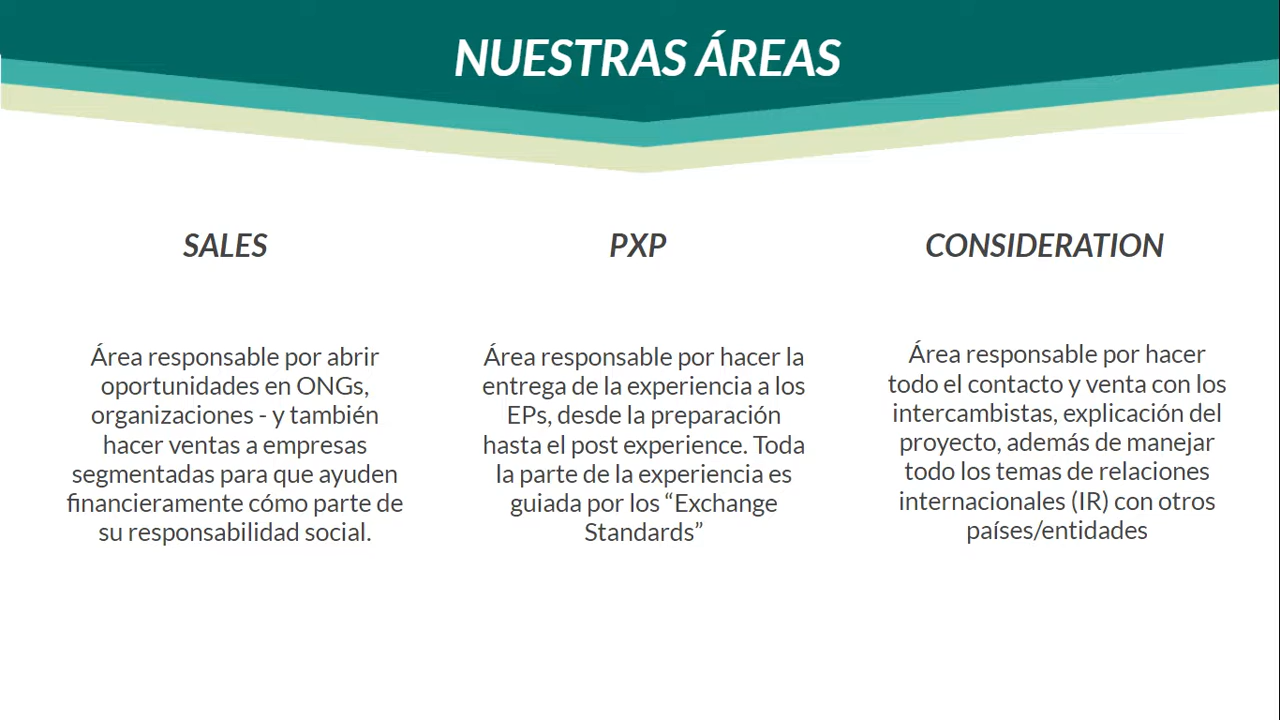 NUESTRAS ÁREAS
SALES
Área responsable por abrir
oportunidades en ONGs,
organizaciones - y también
hacer ventas a empresas
segmentadas para que ayuden
financieramente cómo parte de
su responsabilidad social.
PXP
Área responsable por hacer la
entrega de la experiencia a los
EPs, desde la preparación
hasta el post experience. Toda
la parte de la experiencia es
guiada por los “Exchange
Standards”
CONSIDERATION
Área responsable por hacer
todo el contacto y venta con los
intercambistas, explicación del
proyecto, además de manejar
todo los temas de relaciones
internacionales (IR) con otros
países/entidades